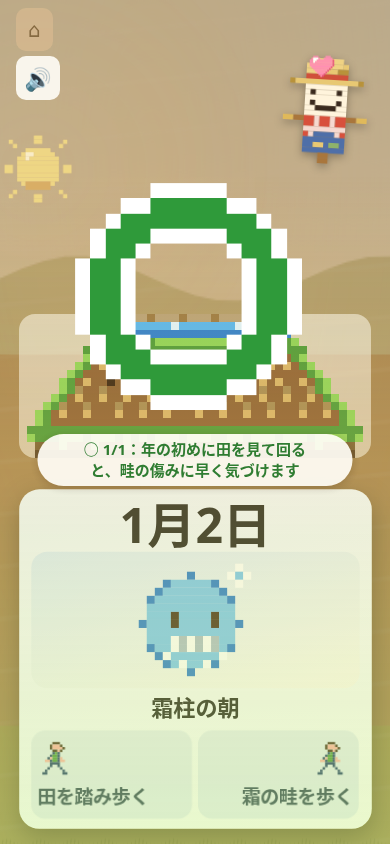 ○ 1/1：年の初めに田を見て回る
と、畦の傷みに早く気づけます
1月2日
霜柱の朝
田を踏み歩く
霜の畦を歩く